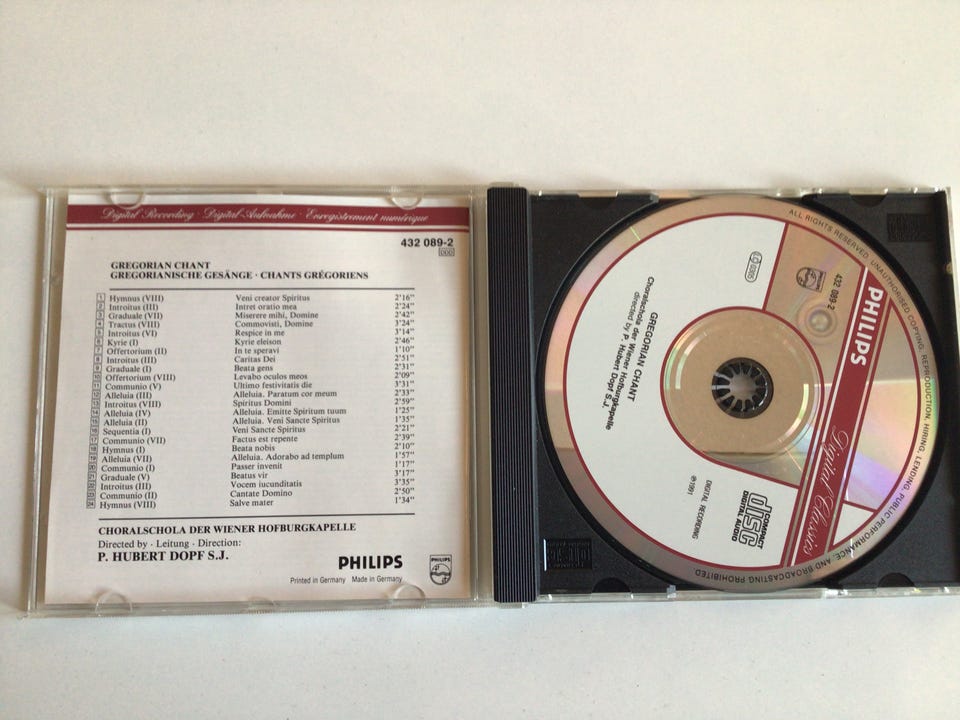 Digital Recording · Digital-Aufnahme · Enregistrement numérique
432 089-2
DDD
GREGORIAN CHANT
GREGORIANISCHE GESÄNGE · CHANTS GRÉGORIENS
1 Hymnus (VIII) Veni creator Spiritus 2'16"
2 Introitus (III) Intret oratio mea 2'24"
3 Graduale (VII) Miserere mihi, Domine 2'42"
4 Tractus (VIII) Commovisti, Domine 3'24"
5 Introitus (VI) Respice in me 3'14"
6 Kyrie (I) Kyrie eleison 2'46"
7 Offertorium (II) In te speravi 1'10"
8 Introitus (III) Caritas Dei 2'51"
9 Graduale (I) Beata gens 2'31"
10 Offertorium (VIII) Levabo oculos meos 2'09"
11 Communio (V) Ultimo festivitatis die 3'31"
12 Alleluia (III) Alleluia. Paratum cor meum 2'33"
13 Introitus (VIII) Spiritus Domini 2'59"
14 Alleluia (IV) Alleluia. Emitte Spiritum tuum 1'25"
15 Alleluia (II) Alleluia. Veni Sancte Spiritus 1'35"
16 Sequentia (I) Veni Sancte Spiritus 2'21"
17 Communio (VII) Factus est repente 2'39"
18 Hymnus (I) Beata nobis 2'10"
19 Alleluia (VII) Alleluia. Adorabo ad templum 1'57"
20 Communio (I) Passer invenit 1'17"
21 Graduale (V) Beatus vir 3'17"
22 Introitus (III) Vocem iucunditatis 3'35"
23 Communio (II) Cantate Domino 2'50"
24 Hymnus (VIII) Salve mater 1'34"
CHORALSCHOLA DER WIENER HOFBURGKAPELLE
Directed by · Leitung · Direction:
P. HUBERT DOPF S.J.
PHILIPS
PHILIPS
Printed in Germany Made in Germany
ALL RIGHTS RESERVED. UNAUTHORISED COPYING, REPRODUCTION, HIRING, LENDING, PUBLIC PERFORMANCE, AND BROADCASTING PROHIBITED
PHILIPS
Digital Classics
432 089-2
GREGORIAN CHANT
Choralschola der Wiener Hofburgkapelle
directed by P. Hubert Dopf S.J.
DIGITAL RECORDING
℗1991
COMPACT
disc
DIGITAL AUDIO